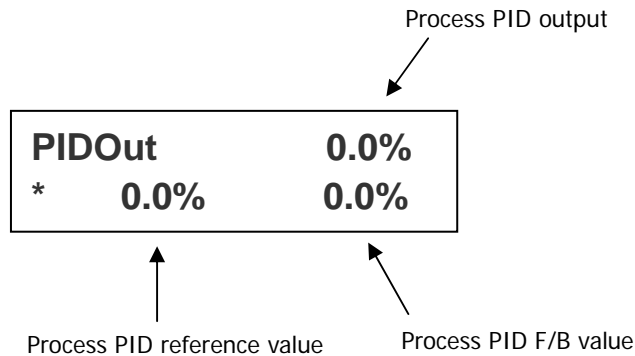 Process PID output
PIDOut 0.0%
* 0.0% 0.0%
Process PID reference value
Process PID F/B value